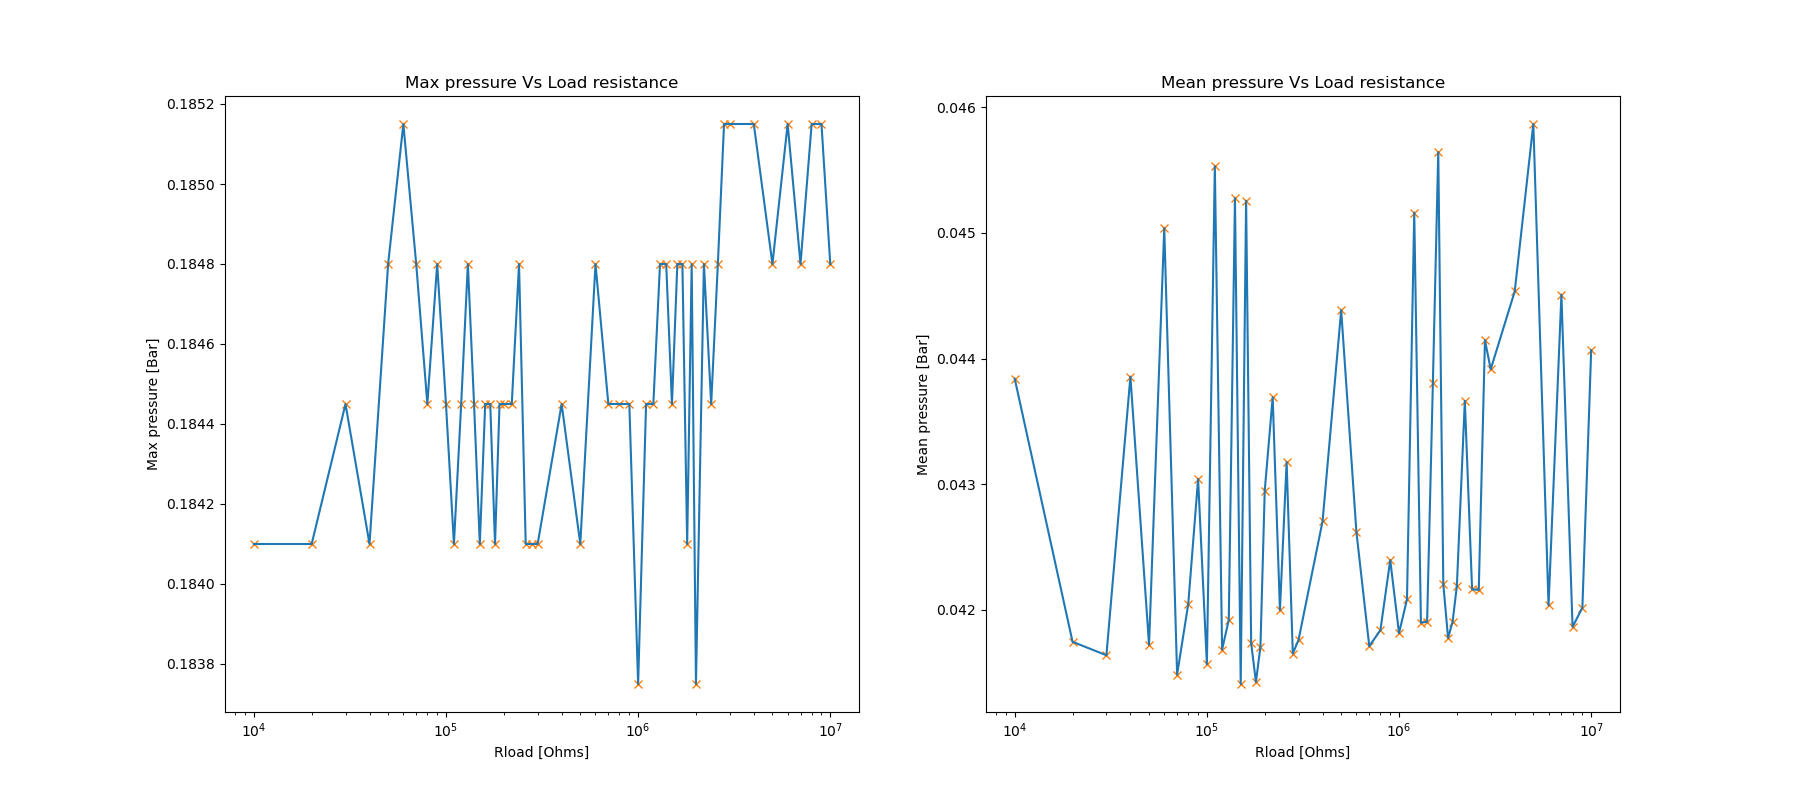 Max pressure Vs Load resistance
0.1852
0.1850
0.1848
0.1846
0.1844
0.1842
0.1840
0.1838
Max pressure [Bar]
10⁴ 10⁵ 10⁶ 10⁷
Rload [Ohms]
Mean pressure Vs Load resistance
0.046
0.045
0.044
0.043
0.042
Mean pressure [Bar]
10⁴ 10⁵ 10⁶ 10⁷
Rload [Ohms]